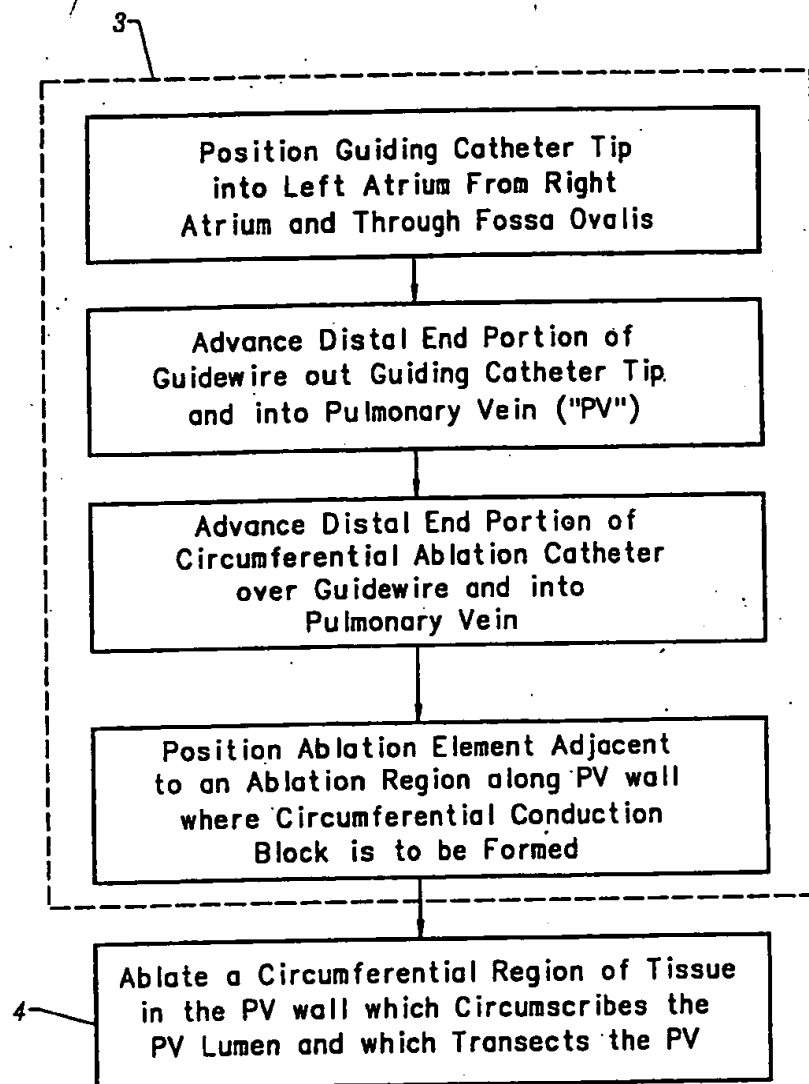 3
Position Guiding Catheter Tip
into Left Atrium From Right
Atrium and Through Fossa Ovalis
Advance Distal End Portion of
Guidewire out Guiding Catheter Tip
and into Pulmonary Vein ("PV")
Advance Distal End Portion of
Circumferential Ablation Catheter
over Guidewire and into
Pulmonary Vein
Position Ablation Element Adjacent
to an Ablation Region along PV wall
where Circumferential Conduction
Block is to be Formed
4
Ablate a Circumferential Region of Tissue
in the PV wall which Circumscribes the
PV Lumen and which Transects the PV